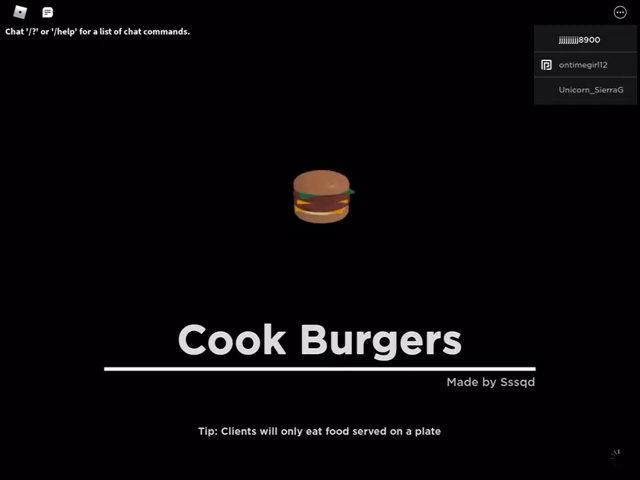 Chat '/?' or '/help' for a list of chat commands.
jjjjjjjjj8900
ontimegirl12
Unicorn_SierraG
Cook Burgers
Made by Sssqd
Tip: Clients will only eat food served on a plate